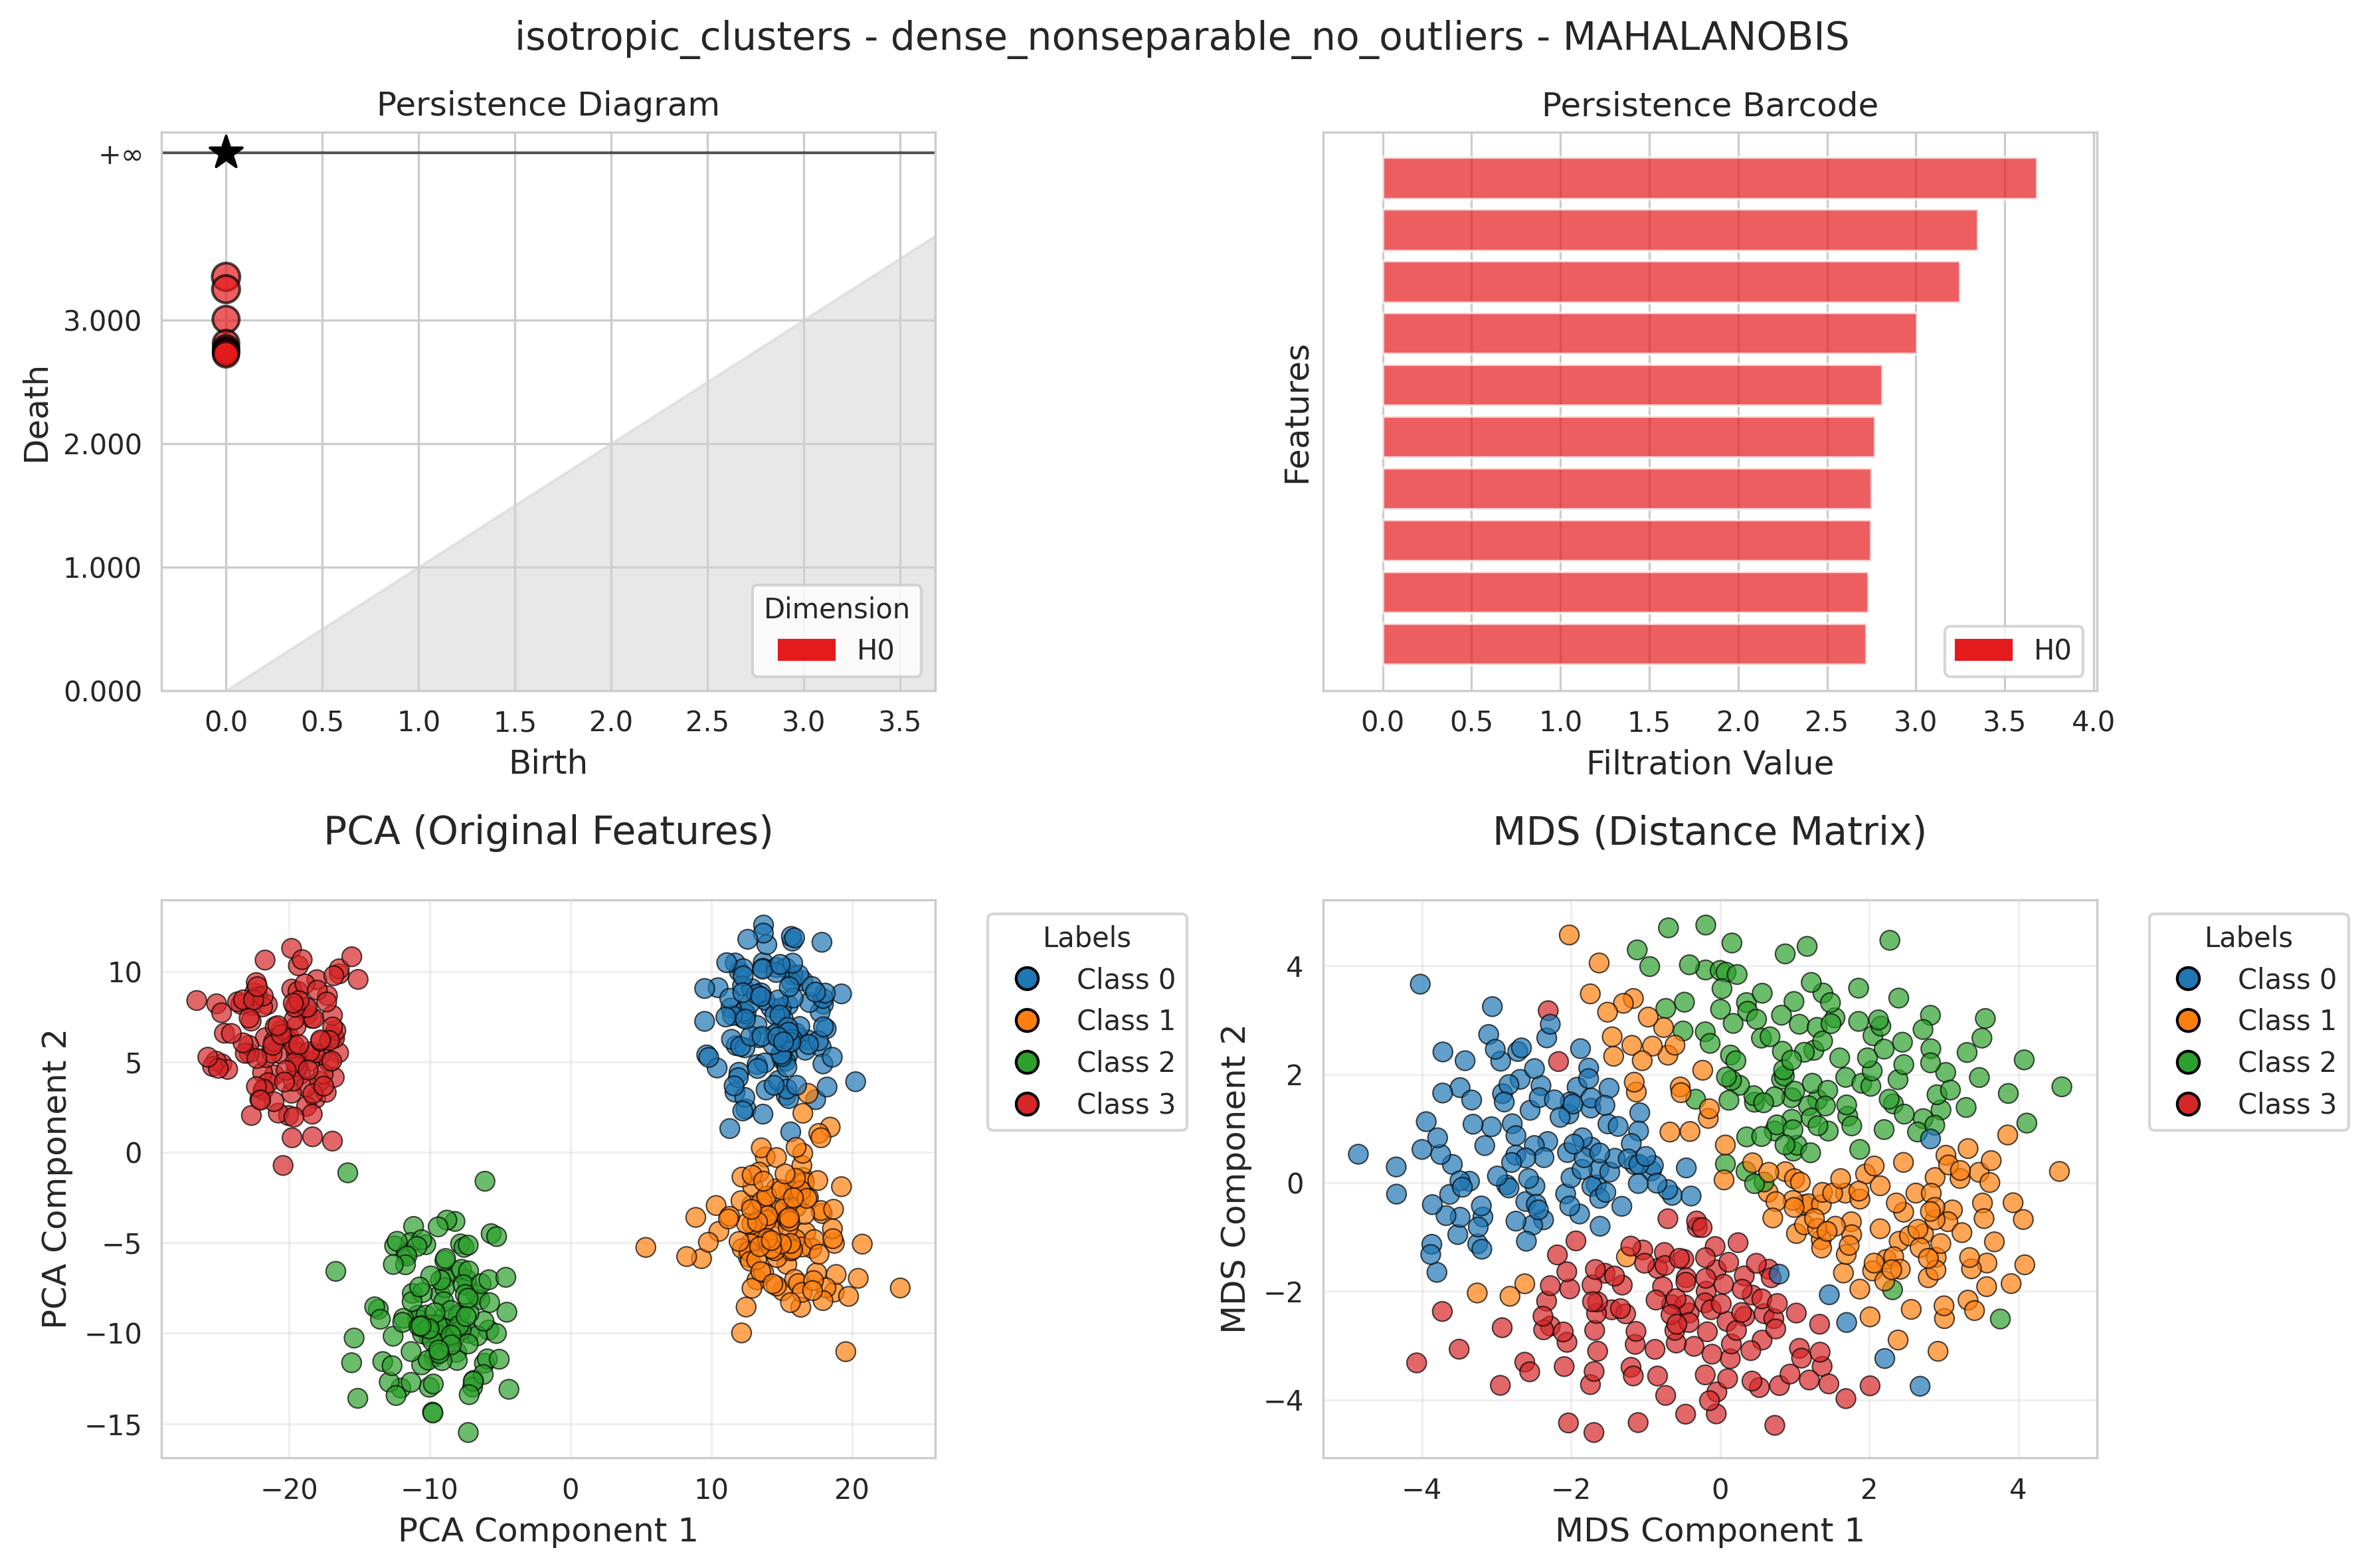 isotropic_clusters - dense_nonseparable_no_outliers - MAHALANOBIS
Persistence Diagram
+∞
3.000
2.000
1.000
0.000
Death
0.0 0.5 1.0 1.5 2.0 2.5 3.0 3.5
Birth
Dimension
H0
Persistence Barcode
Features
0.0 0.5 1.0 1.5 2.0 2.5 3.0 3.5 4.0
Filtration Value
H0
PCA (Original Features)
10
5
0
−5
−10
−15
PCA Component 2
−20 −10 0 10 20
PCA Component 1
Labels
Class 0
Class 1
Class 2
Class 3
MDS (Distance Matrix)
4
2
0
−2
−4
MDS Component 2
−4 −2 0 2 4
MDS Component 1
Labels
Class 0
Class 1
Class 2
Class 3